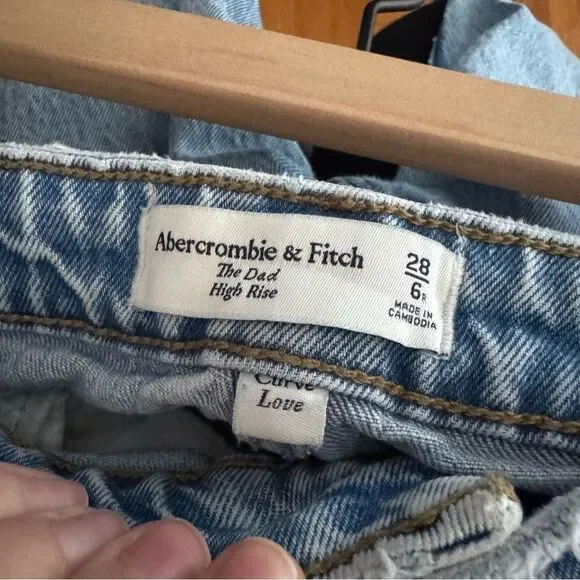 Abercrombie & Fitch
The Dad
High Rise
28
6R
MADE IN
CAMBODIA
Curve
Love